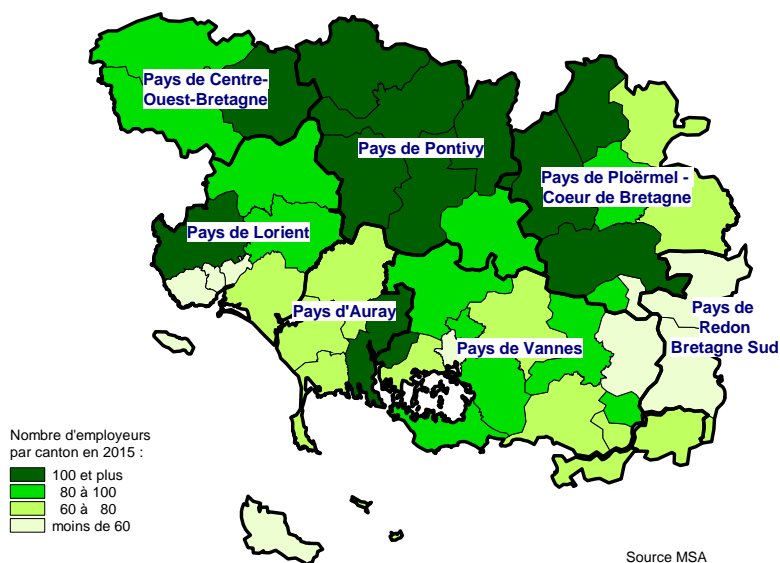 Pays de Centre-
Ouest-Bretagne
Pays de Pontivy
Pays de Ploërmel -
Coeur de Bretagne
Pays de Lorient
Pays d'Auray
Pays de Vannes
Pays de
Redon
Bretagne Sud
Nombre d'employeurs
par canton en 2015 :
100 et plus
80 à 100
60 à 80
moins de 60
Source MSA